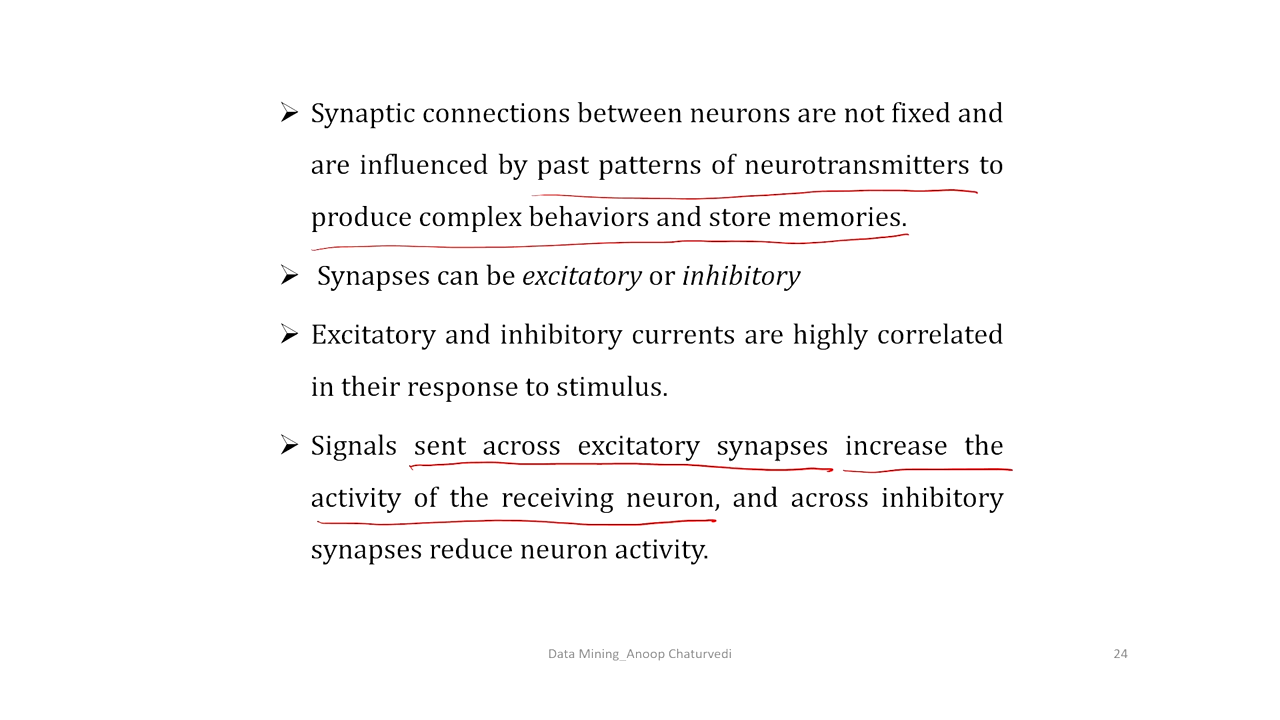 ➢ Synaptic connections between neurons are not fixed and
are influenced by past patterns of neurotransmitters to
produce complex behaviors and store memories.
➢ Synapses can be excitatory or inhibitory
➢ Excitatory and inhibitory currents are highly correlated
in their response to stimulus.
➢ Signals sent across excitatory synapses increase the
activity of the receiving neuron, and across inhibitory
synapses reduce neuron activity.
Data Mining_Anoop Chaturvedi
24